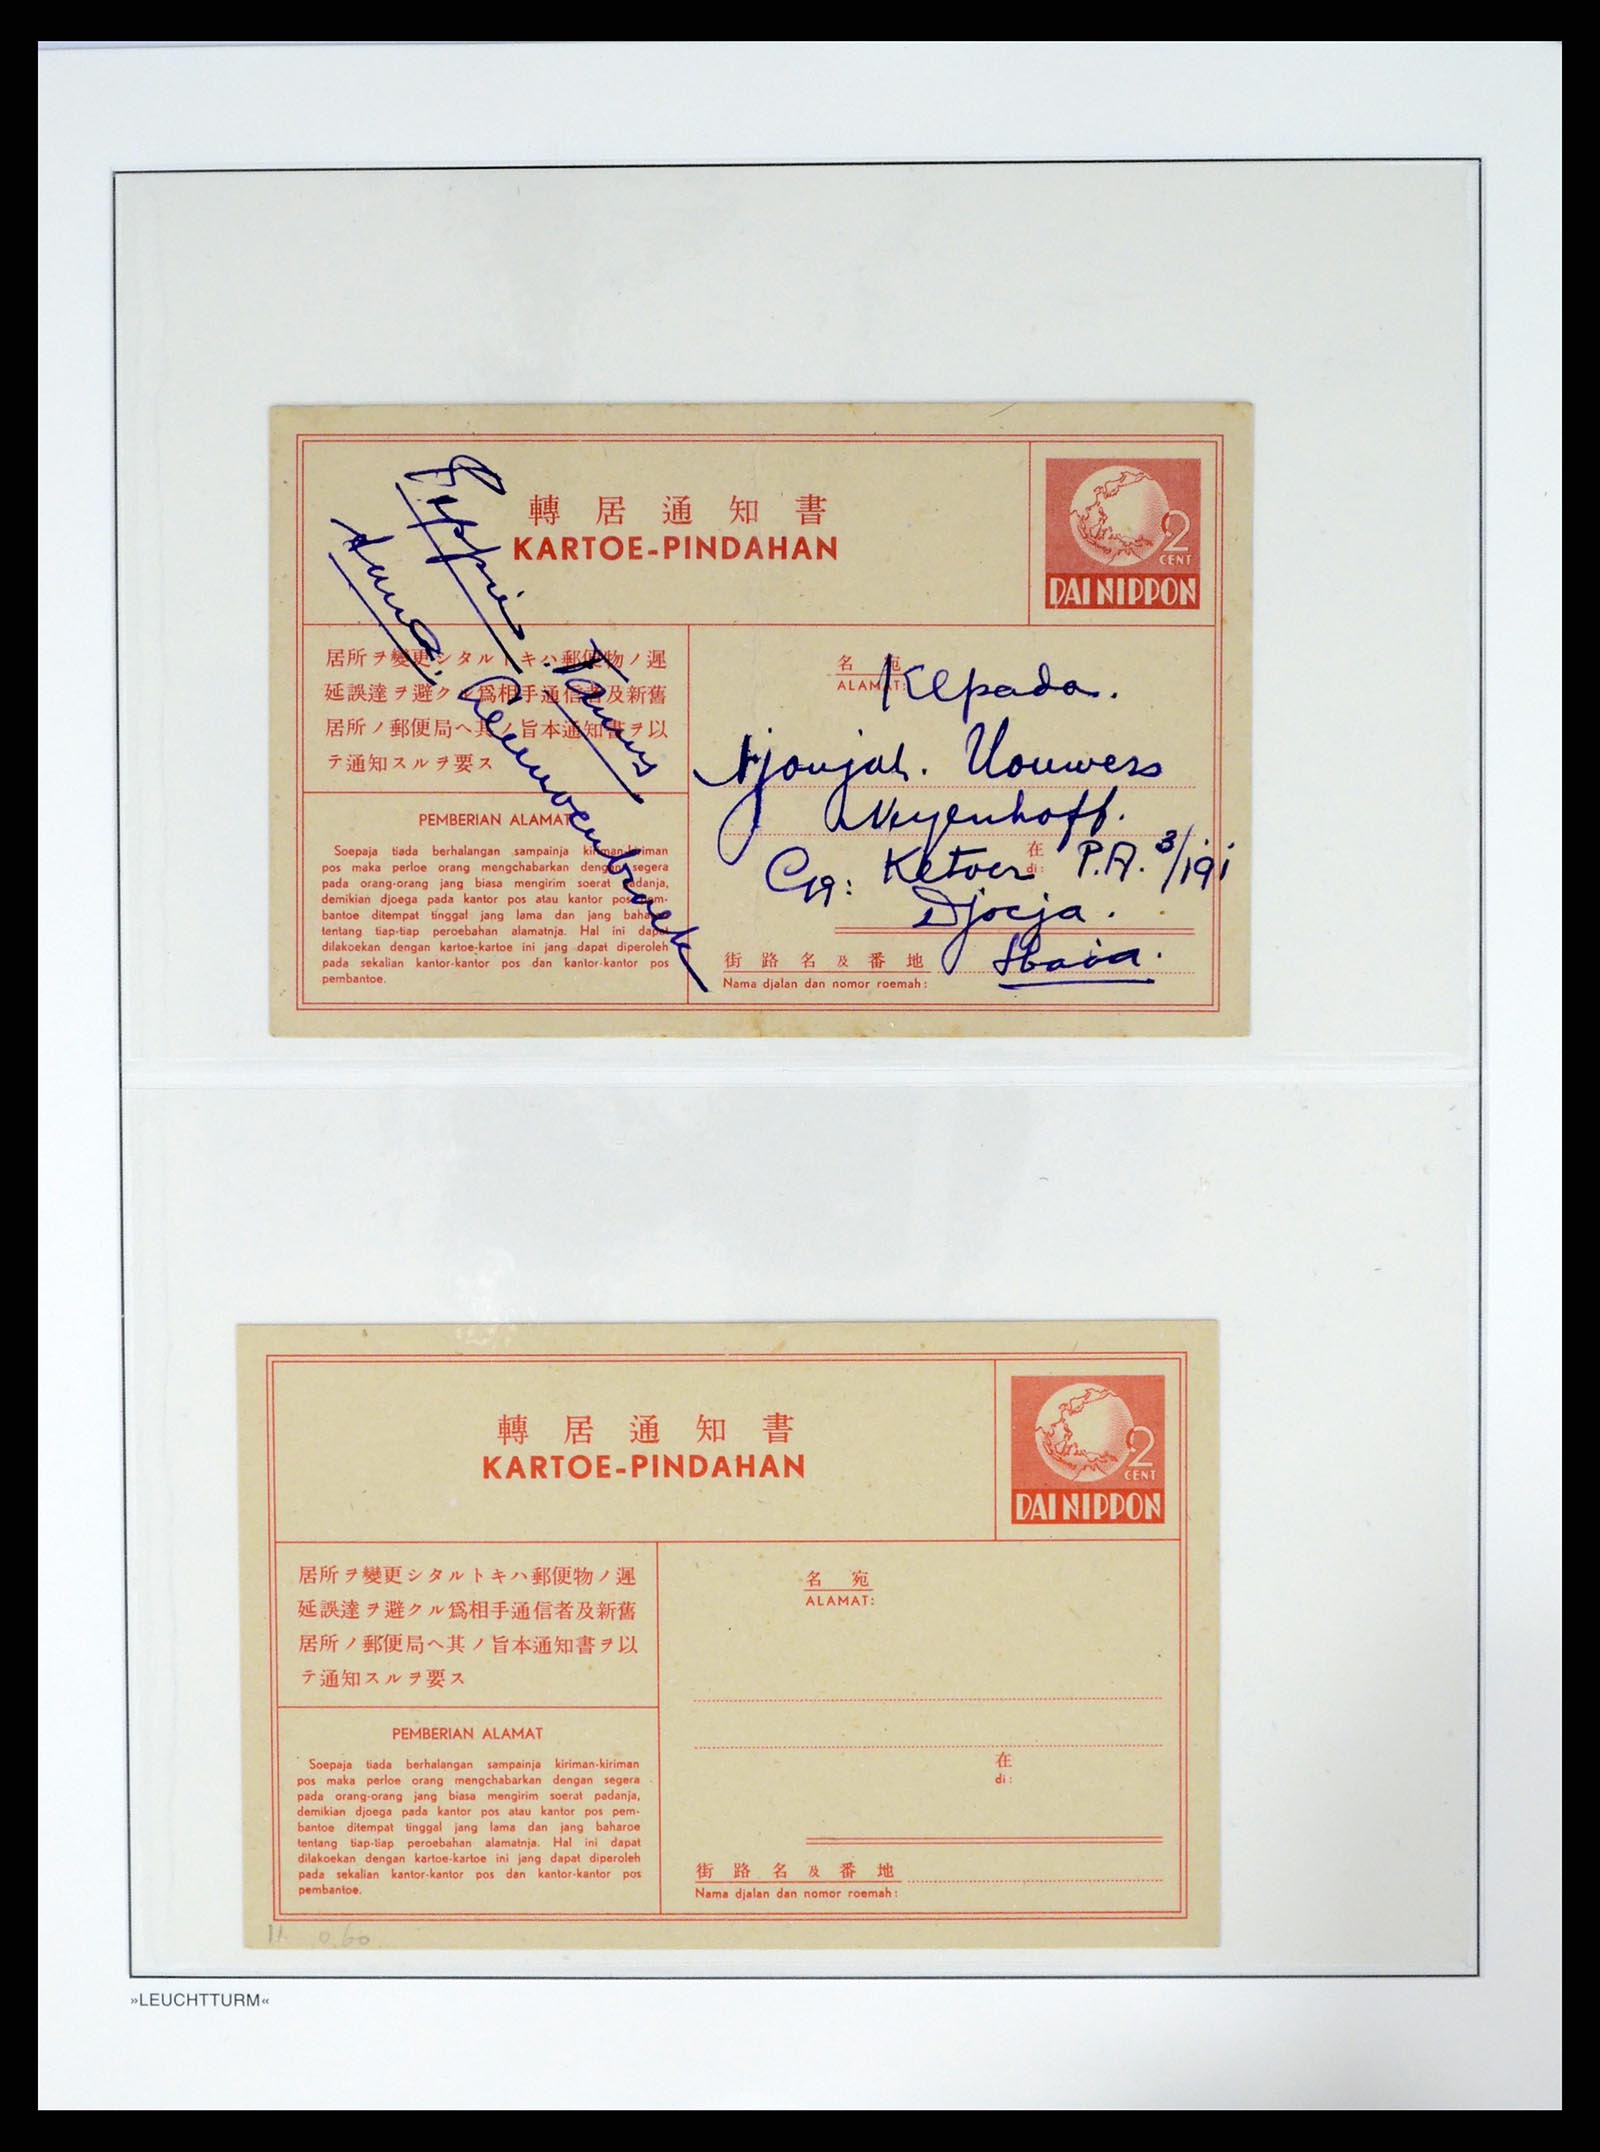 轉居通知書
KARTOE-PINDAHAN
2
CENT
DAI NIPPON
居所ヲ變更シタルトキハ郵便物ノ遲
延誤達ヲ避クル爲相手通信者及新舊
居所ノ郵便局ヘ其ノ旨本通知書ヲ以
テ通知スルヲ要ス
PEMBERIAN ALAMAT
Soepaja tiada berhalangan sampainja kiriman-kiriman
pos maka perloe orang mengchabarkan dengan segera
pada orang-orang jang biasa mengirim soerat padanja,
demikian djoega pada kantor pos atau kantor pos pem-
bantoe ditempat tinggal jang lama dan jang baharoe
tentang tiap-tiap peroebahan alamatnja. Hal ini dapat
dilakoekan dengan kartoe-kartoe ini jang dapat diperoleh
pada sekalian kantor-kantor pos dan kantor-kantor pos
pembantoe.
名宛
ALAMAT:
Kepada.
Njonjah.
在
di:
P.A. 3/191
Djocja.
街路名及番地
Nama djalan dan nomor roemah:
轉居通知書
KARTOE-PINDAHAN
2
CENT
DAI NIPPON
居所ヲ變更シタルトキハ郵便物ノ遲
延誤達ヲ避クル爲相手通信者及新舊
居所ノ郵便局ヘ其ノ旨本通知書ヲ以
テ通知スルヲ要ス
PEMBERIAN ALAMAT
Soepaja tiada berhalangan sampainja kiriman-kiriman
pos maka perloe orang mengchabarkan dengan segera
pada orang-orang jang biasa mengirim soerat padanja,
demikian djoega pada kantor pos atau kantor pos pem-
bantoe ditempat tinggal jang lama dan jang baharoe
tentang tiap-tiap peroebahan alamatnja. Hal ini dapat
dilakoekan dengan kartoe-kartoe ini jang dapat diperoleh
pada sekalian kantor-kantor pos dan kantor-kantor pos
pembantoe.
名宛
ALAMAT:
在
di:
街路名及番地
Nama djalan dan nomor roemah:
0.60
»LEUCHTTURM«